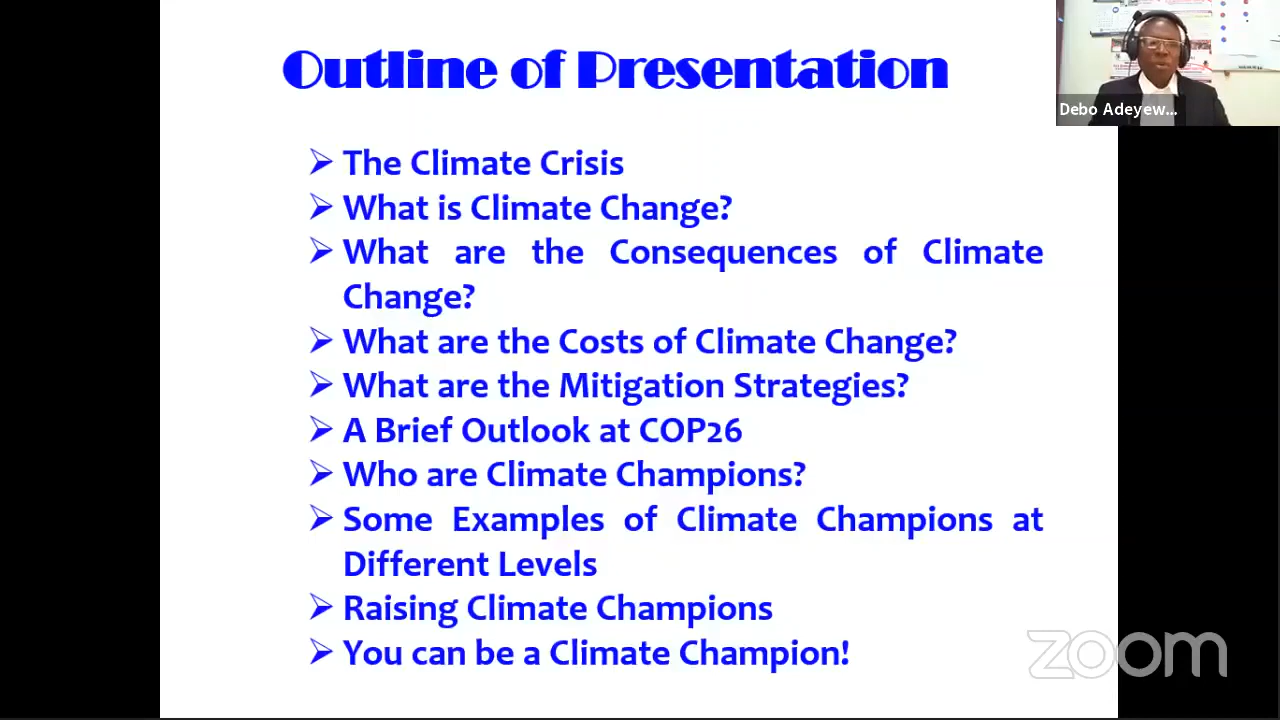 Outline of Presentation
Debo Adeyew...
➢ The Climate Crisis
➢ What is Climate Change?
➢ What are the Consequences of Climate
Change?
➢ What are the Costs of Climate Change?
➢ What are the Mitigation Strategies?
➢ A Brief Outlook at COP26
➢ Who are Climate Champions?
➢ Some Examples of Climate Champions at
Different Levels
➢ Raising Climate Champions
➢ You can be a Climate Champion!
zoom